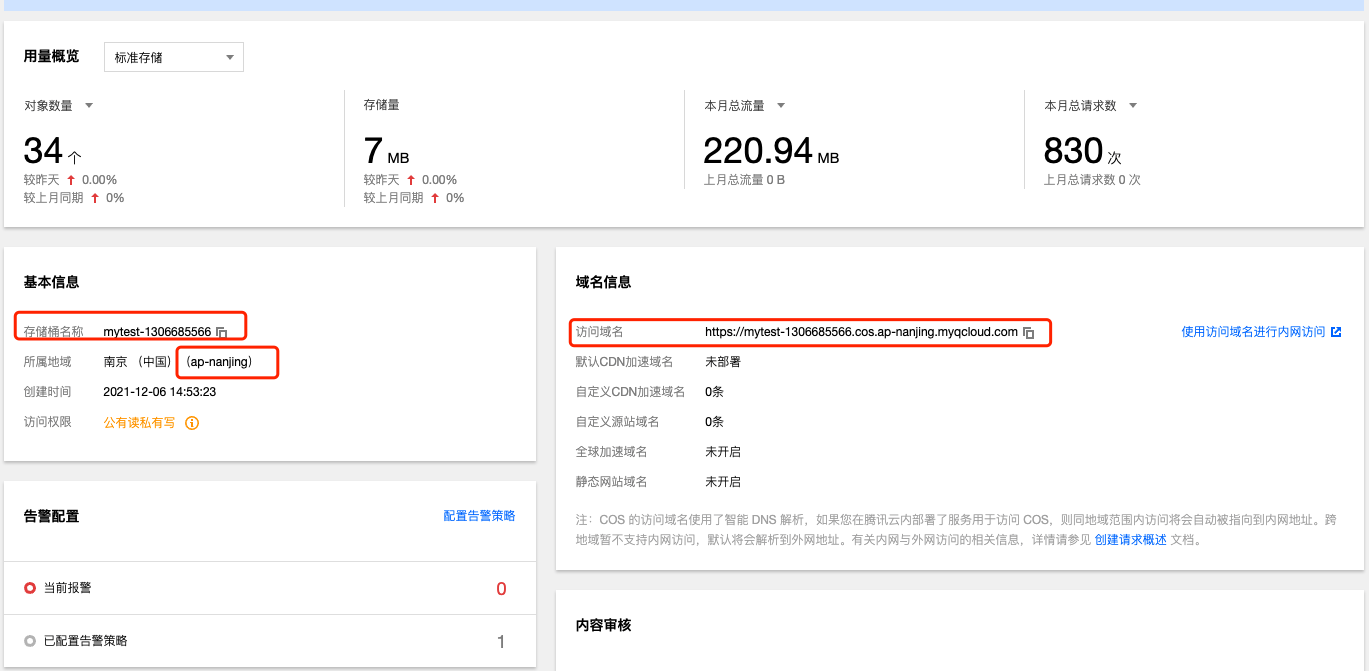 用量概览
标准存储
对象数量
34 个
较昨天 0.00%
较上月同期 0%
存储量
7 MB
较昨天 0.00%
较上月同期 0%
本月总流量
220.94 MB
上月总流量 0 B
本月总请求数
830 次
上月总请求数 0 次
基本信息
存储桶名称 mytest-1306685566
所属地域 南京 （中国）（ap-nanjing）
创建时间 2021-12-06 14:53:23
访问权限 公有读私有写
告警配置
配置告警策略
当前报警 0
已配置告警策略 1
域名信息
访问域名 https://mytest-1306685566.cos.ap-nanjing.myqcloud.com
使用访问域名进行内网访问
默认CDN加速域名 未部署
自定义CDN加速域名 0条
自定义源站域名 0条
全球加速域名 未开启
静态网站域名 未开启
注：COS 的访问域名使用了智能 DNS 解析，如果您在腾讯云内部署了服务用于访问 COS，则同地域范围内访问将会自动被指向到内网地址。跨
地域暂不支持内网访问，默认将会解析到外网地址。有关内网与外网访问的相关信息，详情请参见 创建请求概述 文档。
内容审核